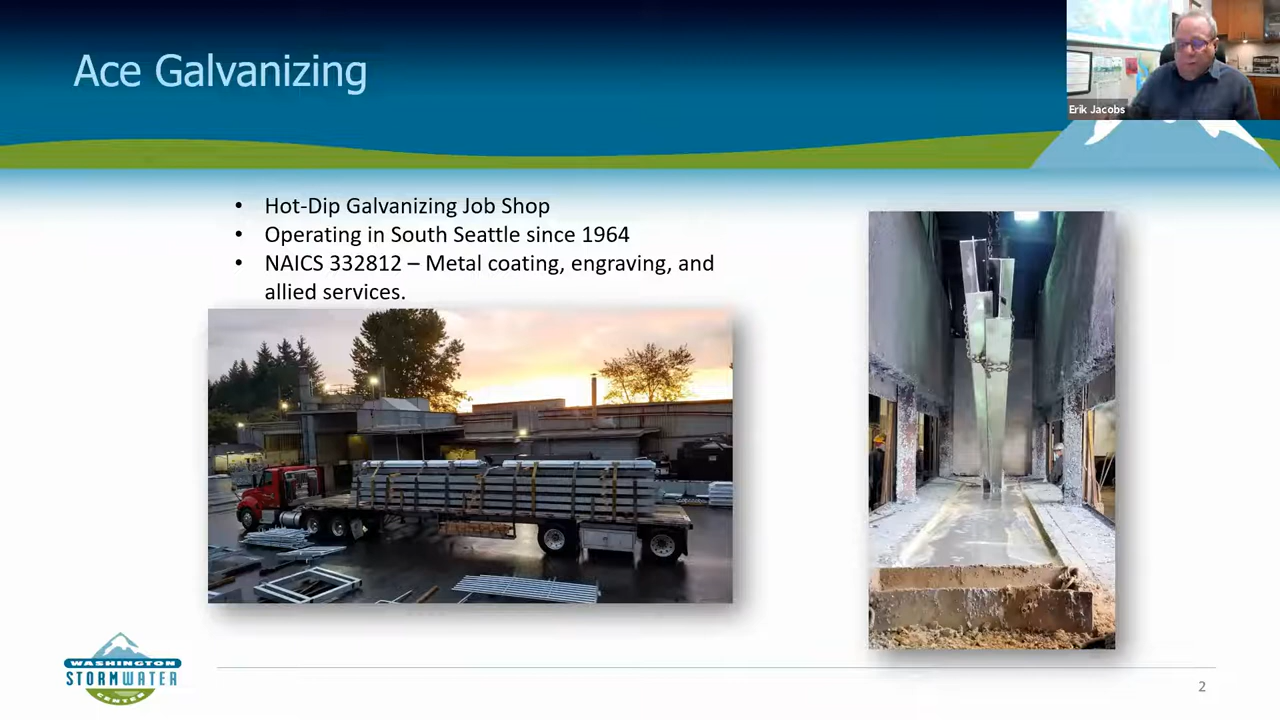 Ace Galvanizing
Erik Jacobs
• Hot-Dip Galvanizing Job Shop
• Operating in South Seattle since 1964
• NAICS 332812 – Metal coating, engraving, and
allied services.
WASHINGTON
STORMWATER
CENTER
2